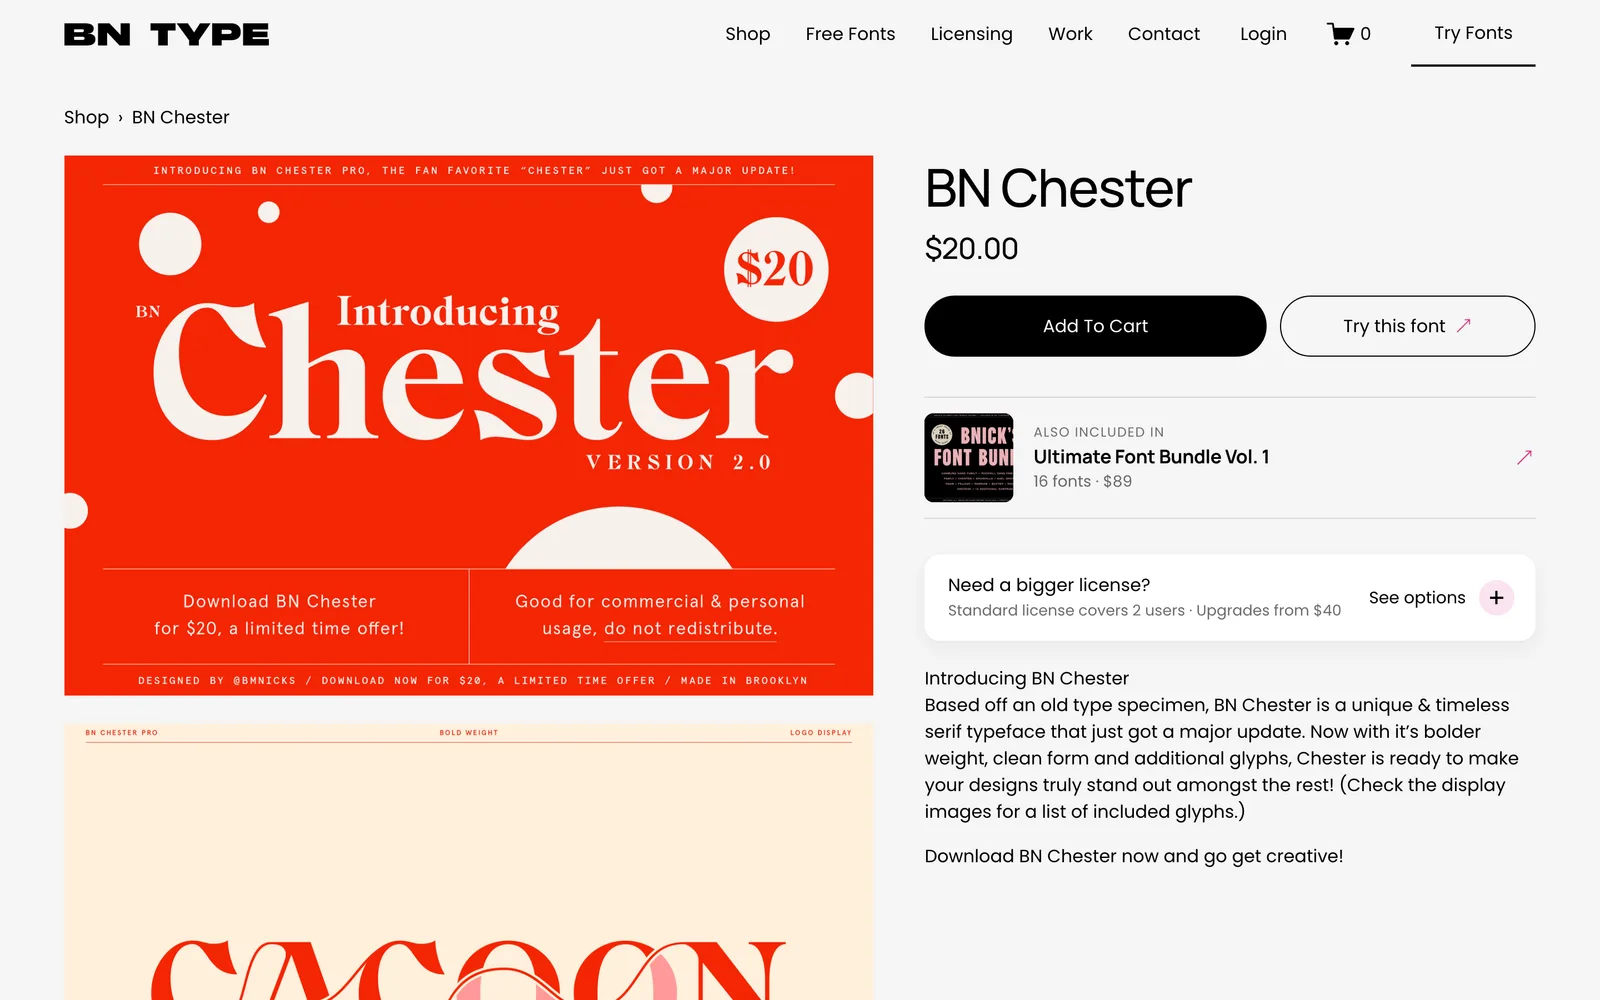 BN TYPE
Shop Free Fonts Licensing Work Contact Login 0 Try Fonts
Shop › BN Chester
INTRODUCING BN CHESTER PRO, THE FAN FAVORITE “CHESTER” JUST GOT A MAJOR UPDATE!
$20
BN
Introducing
Chester
VERSION 2.0
Download BN Chester
for $20, a limited time offer!
Good for commercial & personal
usage, do not redistribute.
DESIGNED BY @BMNICKS / DOWNLOAD NOW FOR $20, A LIMITED TIME OFFER / MADE IN BROOKLYN
BN CHESTER PRO BOLD WEIGHT LOGO DISPLAY
CACOON
BN Chester
$20.00
Add To Cart
Try this font
BNICK'S
FONT BUN
ALSO INCLUDED IN
Ultimate Font Bundle Vol. 1
16 fonts · $89
Need a bigger license?
Standard license covers 2 users · Upgrades from $40
See options
Introducing BN Chester
Based off an old type specimen, BN Chester is a unique & timeless
serif typeface that just got a major update. Now with it’s bolder
weight, clean form and additional glyphs, Chester is ready to make
your designs truly stand out amongst the rest! (Check the display
images for a list of included glyphs.)
Download BN Chester now and go get creative!